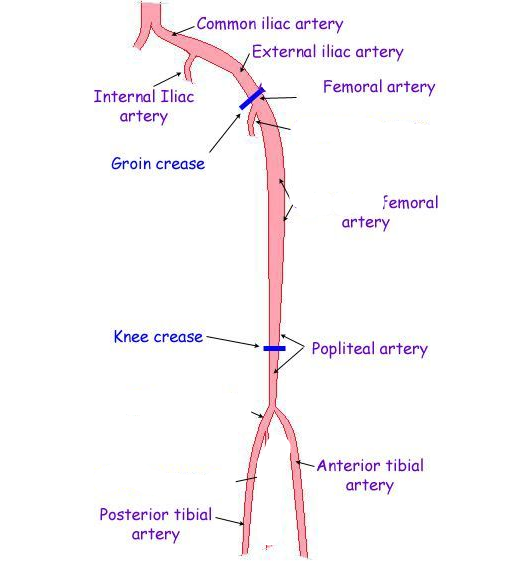 Common iliac artery
External iliac artery
Femoral artery
Internal Iliac
artery
Groin crease
Femoral
artery
Knee crease
Popliteal artery
Anterior tibial
artery
Posterior tibial
artery